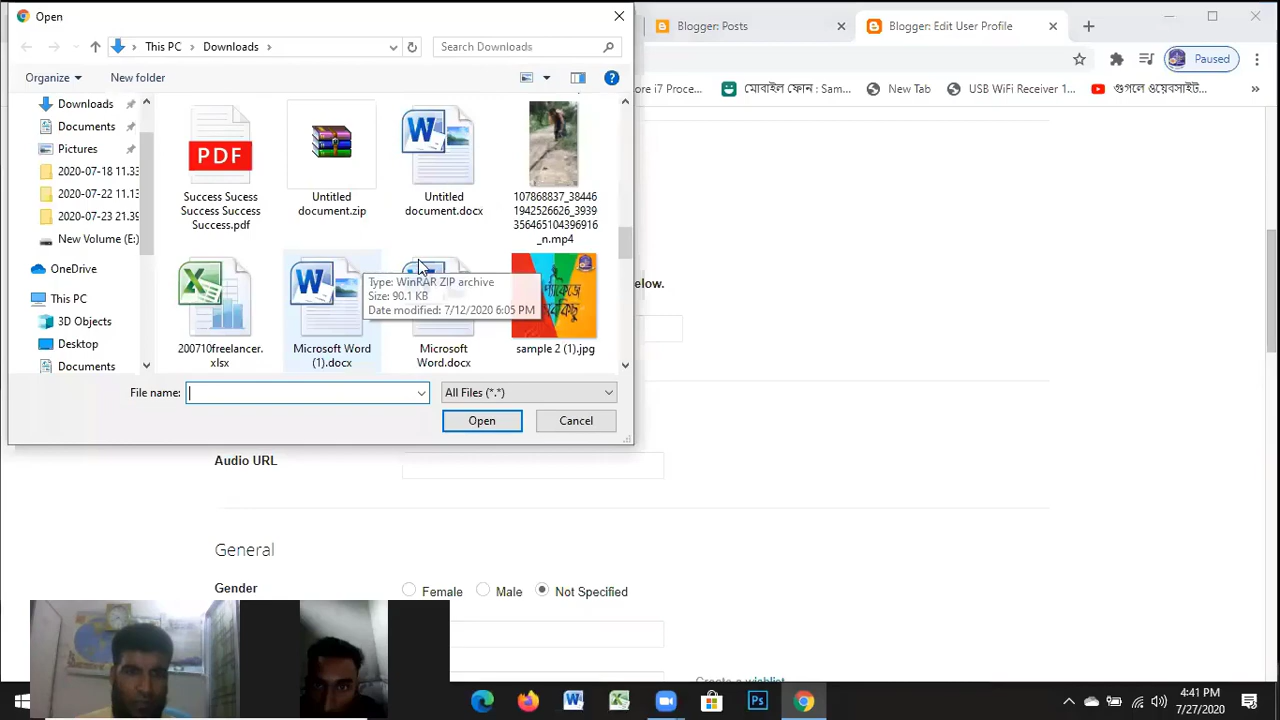 Open
Blogger: Posts
Blogger: Edit User Profile
This PC
Downloads
Search Downloads
Paused
Organize
New folder
ore i7 Proce...
মোবাইল ফোন : Sam...
New Tab
USB WiFi Receiver 1...
গুগলে ওয়েবসাইট...
Downloads
Documents
Pictures
2020-07-18 11.33
2020-07-22 11.13
2020-07-23 21.39
New Volume (E:)
OneDrive
This PC
3D Objects
Desktop
Documents
PDF
Success Sucess
Success Success
Success.pdf
Untitled
document.zip
Untitled
document.docx
107868837_38446
1942526626_3939
356465104396916
_n.mp4
Type: WinRAR ZIP archive
Size: 90.1 KB
Date modified: 7/12/2020 6:05 PM
200710freelancer.
xlsx
Microsoft Word
(1).docx
Microsoft
Word.docx
sample 2 (1).jpg
elow.
File name:
All Files (*.*)
Open
Cancel
Audio URL
General
Gender
Female
Male
Not Specified
Create a wishlist
4:41 PM
7/27/2020